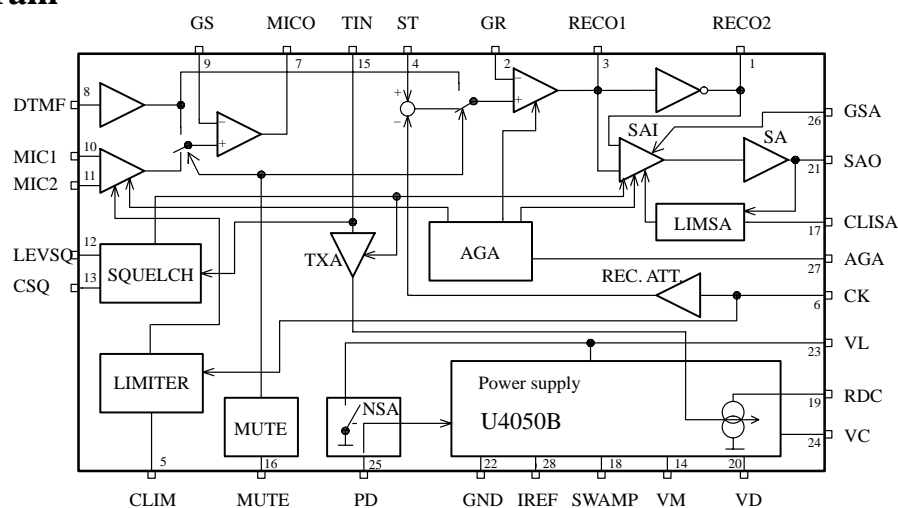 GS MICO TIN ST GR RECO1 RECO2
9 7 15 4 2 3 1
DTMF 8
26 GSA
MIC1 10
SAI SA
MIC2 11
21 SAO
LIMSA
17 CLISA
LEVSQ 12
SQUELCH
TXA
AGA
27 AGA
CSQ 13
REC. ATT.
6 CK
23 VL
LIMITER
Power supply
U4050B
NSA
19 RDC
MUTE
24 VC
5 16 25 22 28 18 14 20
CLIM MUTE PD GND IREF SWAMP VM VD